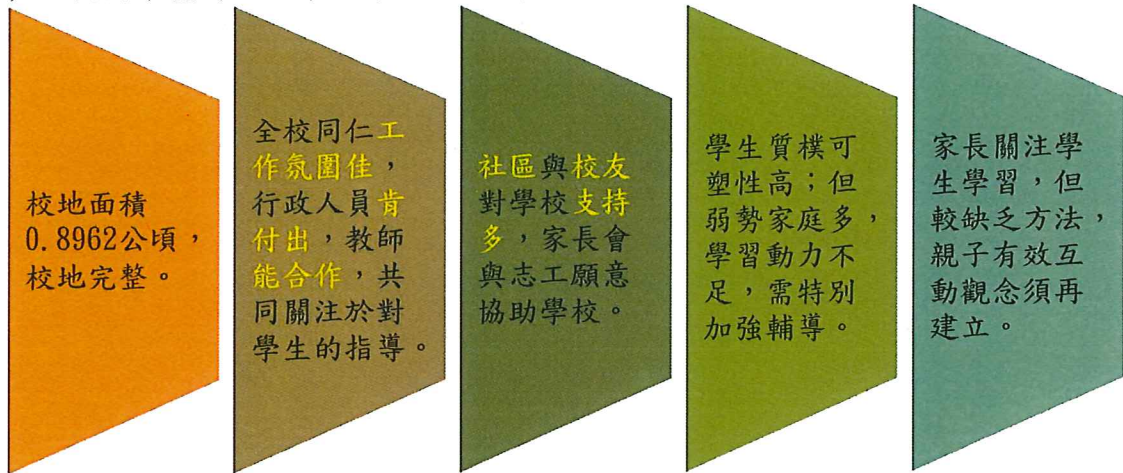 校地面積
0.8962公頃，
校地完整。
全校同仁工
作氛圍佳，
行政人員肯
付出，教師
能合作，共
同關注於對
學生的指導。
社區與校友
對學校支持
多，家長會
與志工願意
協助學校。
學生質樸可
塑性高；但
弱勢家庭多，
學習動力不
足，需特別
加強輔導。
家長關注學
生學習，但
較缺乏方法，
親子有效互
動觀念須再
建立。